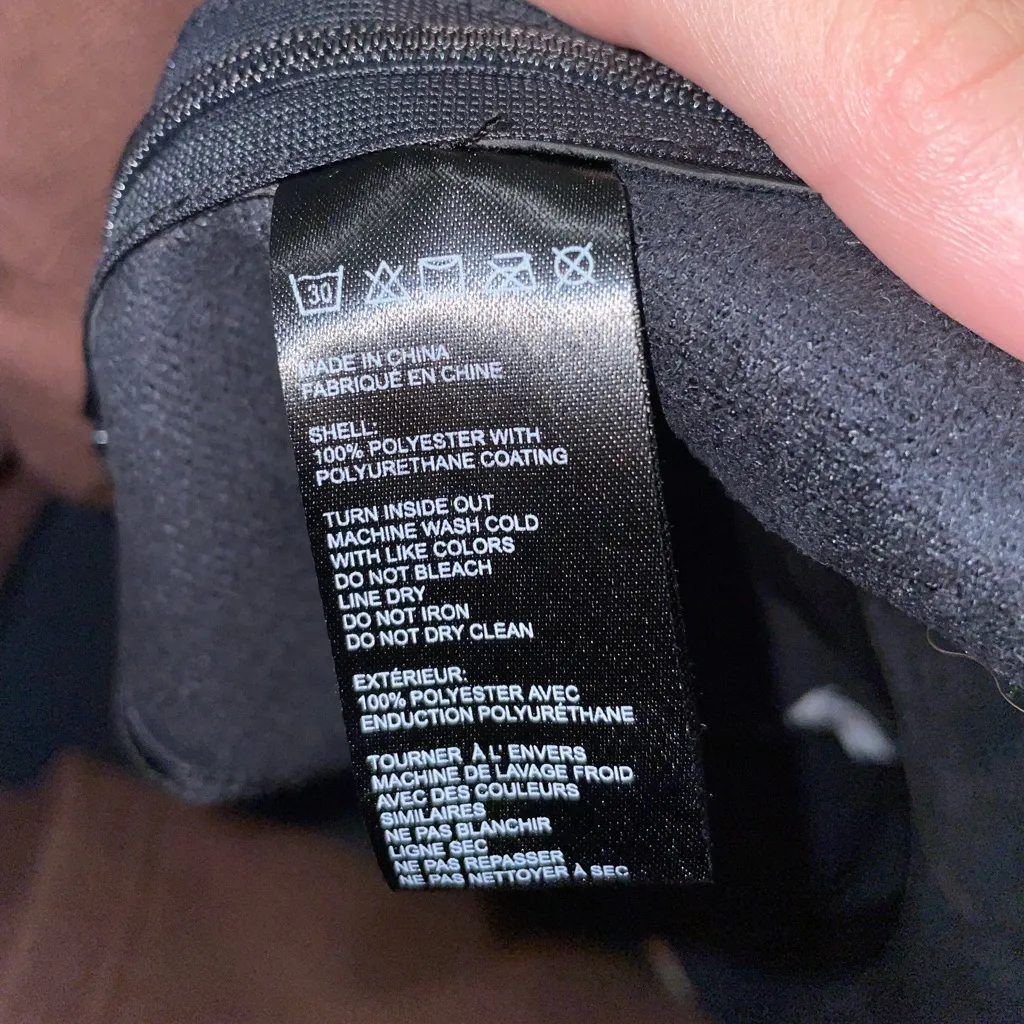 30
MADE IN CHINA
FABRIQUÉ EN CHINE
SHELL:
100% POLYESTER WITH
POLYURETHANE COATING
TURN INSIDE OUT
MACHINE WASH COLD
WITH LIKE COLORS
DO NOT BLEACH
LINE DRY
DO NOT IRON
DO NOT DRY CLEAN
EXTÉRIEUR:
100% POLYESTER AVEC
ENDUCTION POLYURÉTHANE
TOURNER À L' ENVERS
MACHINE DE LAVAGE FROID
AVEC DES COULEURS
SIMILAIRES
NE PAS BLANCHIR
LIGNE SEC
NE PAS REPASSER
NE PAS NETTOYER À SEC